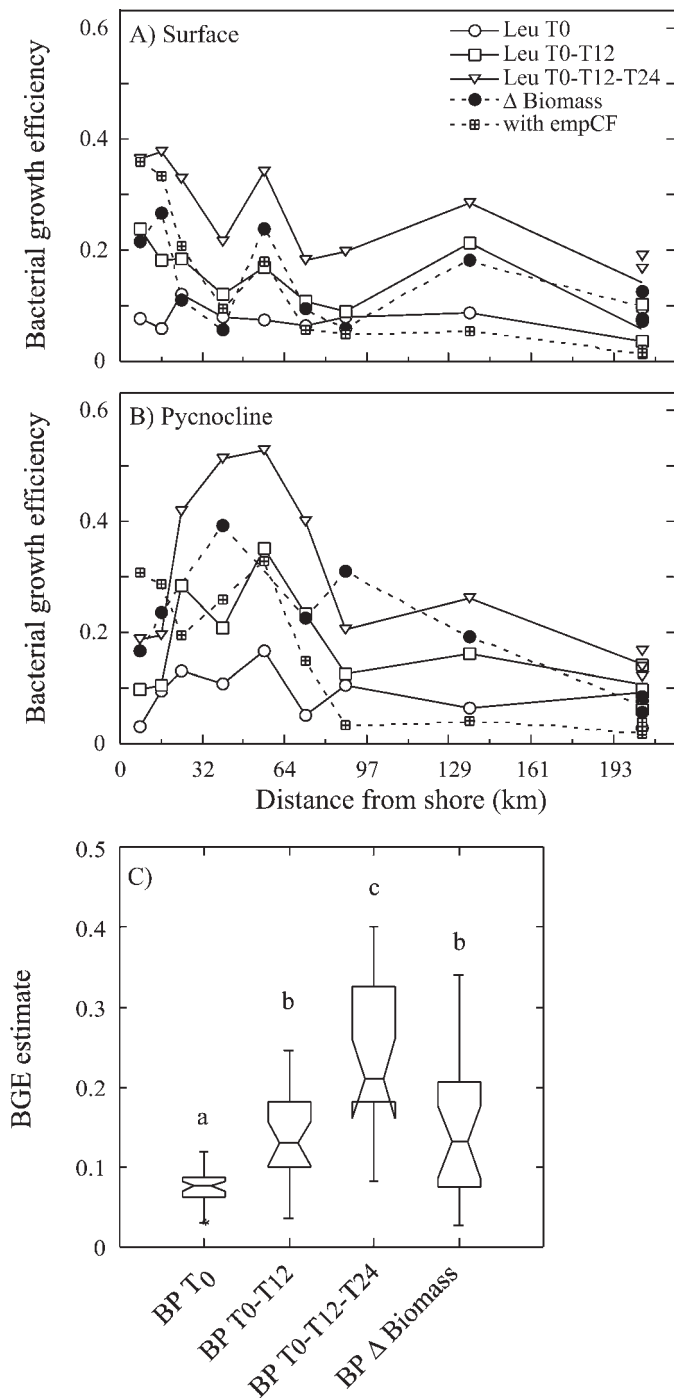 A) Surface
Leu T0
Leu T0-T12
Leu T0-T12-T24
Δ Biomass
with empCF
0.6
0.4
0.2
0
Bacterial growth efficiency
B) Pycnocline
0.6
0.4
0.2
0
Bacterial growth efficiency
0 32 64 97 129 161 193
Distance from shore (km)
C)
0.5
0.4
0.3
0.2
0.1
0
BGE estimate
a
b
c
b
BP T0
BP T0-T12
BP T0-T12-T24
BP Δ Biomass